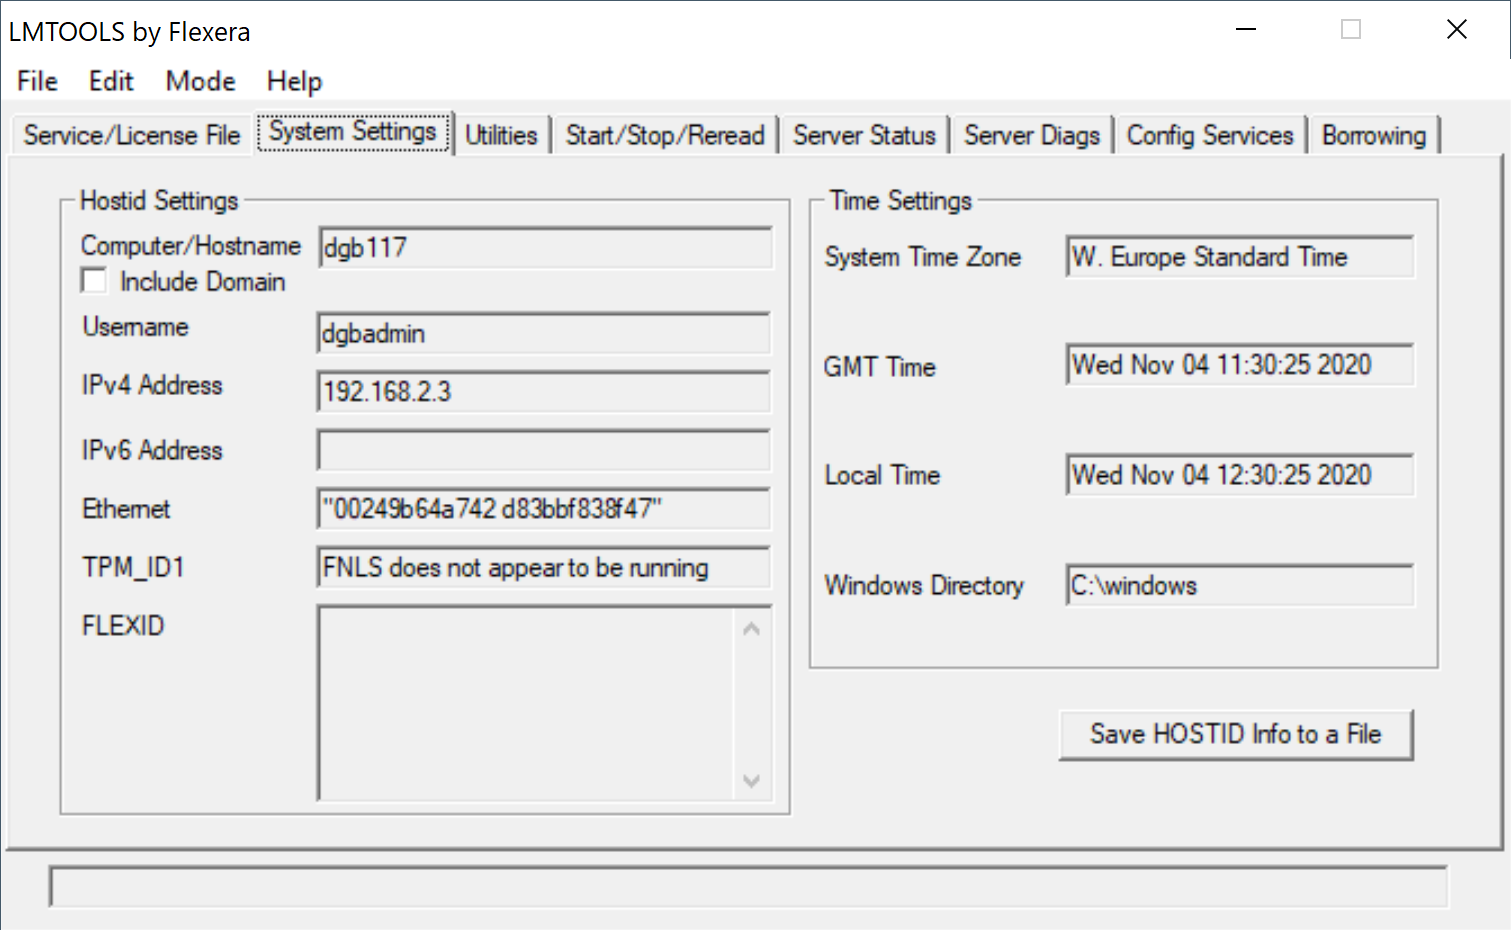 LMTOOLS by Flexera
File Edit Mode Help
Service/License File System Settings Utilities Start/Stop/Reread Server Status Server Diags Config Services Borrowing
Hostid Settings
Computer/Hostname dgb117
Include Domain
Username dgbadmin
IPv4 Address 192.168.2.3
IPv6 Address
Ethernet "00249b64a742 d83bbf838f47"
TPM_ID1 FNLS does not appear to be running
FLEXID
Time Settings
System Time Zone W. Europe Standard Time
GMT Time Wed Nov 04 11:30:25 2020
Local Time Wed Nov 04 12:30:25 2020
Windows Directory C:\windows
Save HOSTID Info to a File